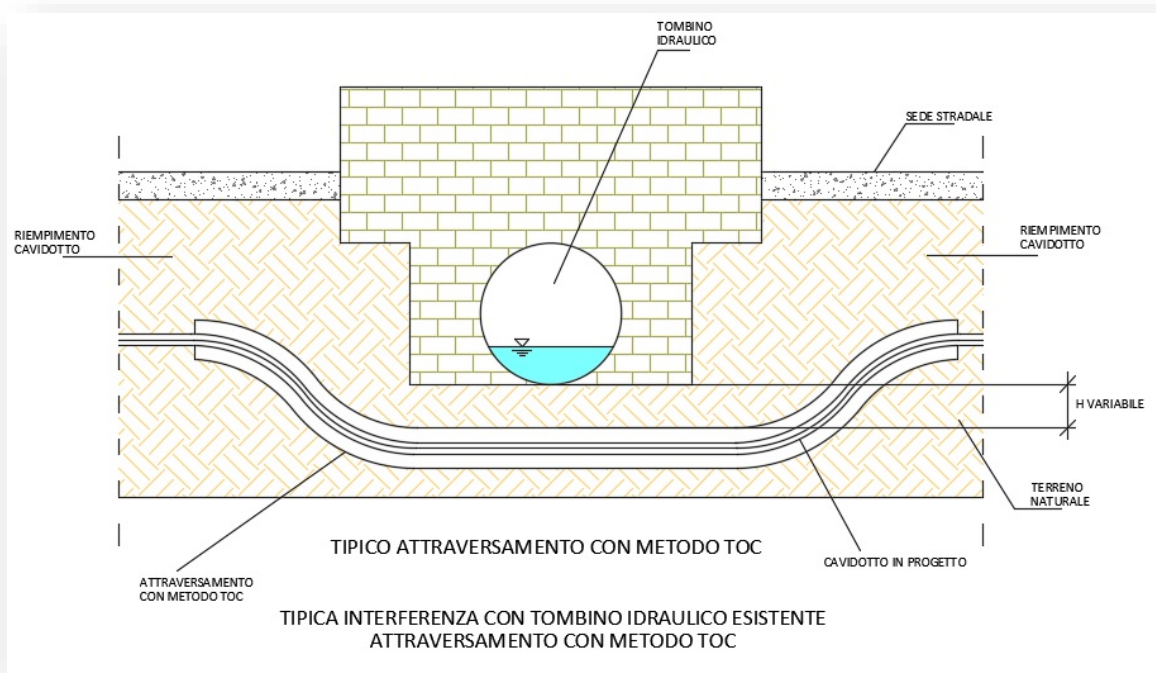 TOMBINO
IDRAULICO
SEDE STRADALE
RIEMPIMENTO
CAVIDOTTO
RIEMPIMENTO
CAVIDOTTO
H VARIABILE
TERRENO
NATURALE
TIPICO ATTRAVERSAMENTO CON METODO TOC
CAVIDOTTO IN PROGETTO
ATTRAVERSAMENTO
CON METODO TOC
TIPICA INTERFERENZA CON TOMBINO IDRAULICO ESISTENTE
ATTRAVERSAMENTO CON METODO TOC